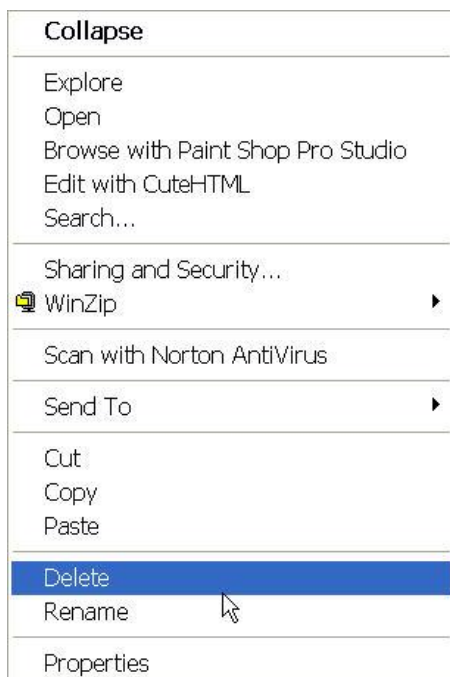 Collapse
Explore
Open
Browse with Paint Shop Pro Studio
Edit with CuteHTML
Search...
Sharing and Security...
WinZip
Scan with Norton AntiVirus
Send To
Cut
Copy
Paste
Delete
Rename
Properties